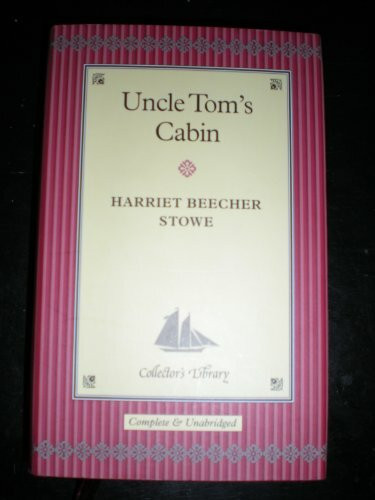 Uncle Tom's
Cabin
HARRIET BEECHER
STOWE
Collector's Library
Complete & Unabridged